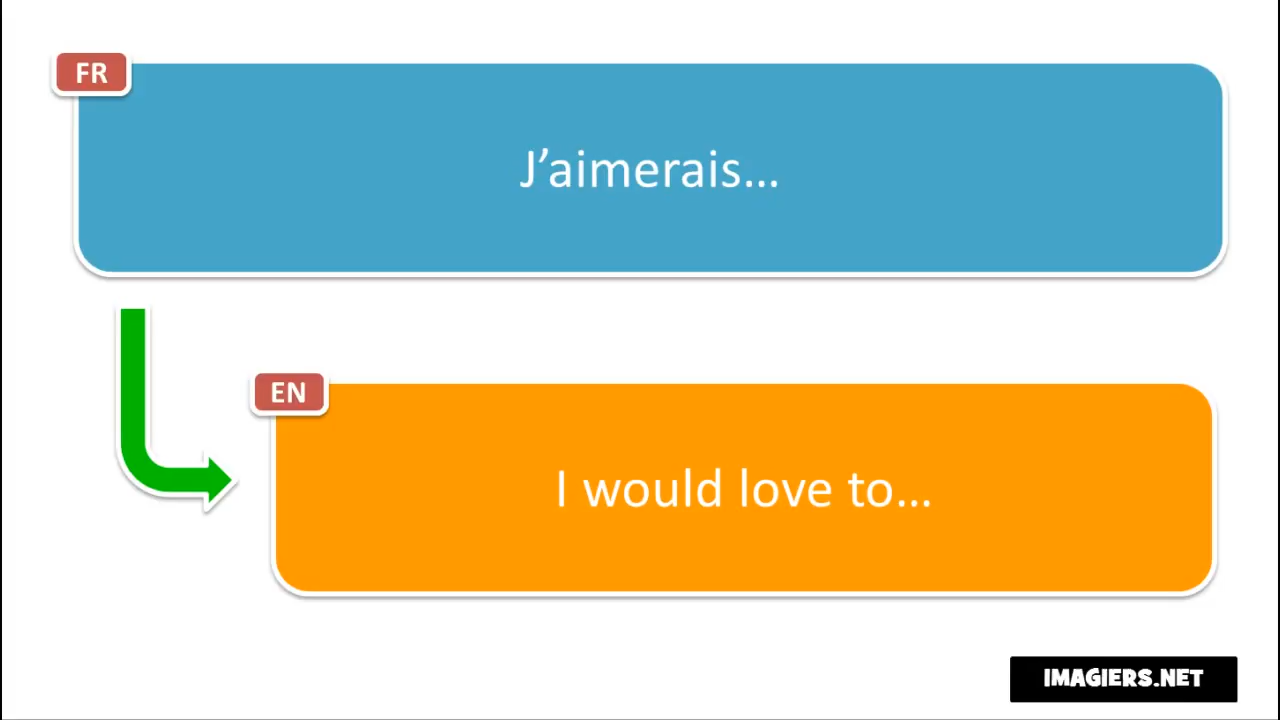 FR
J’aimerais…
EN
I would love to…
IMAGIERS.NET